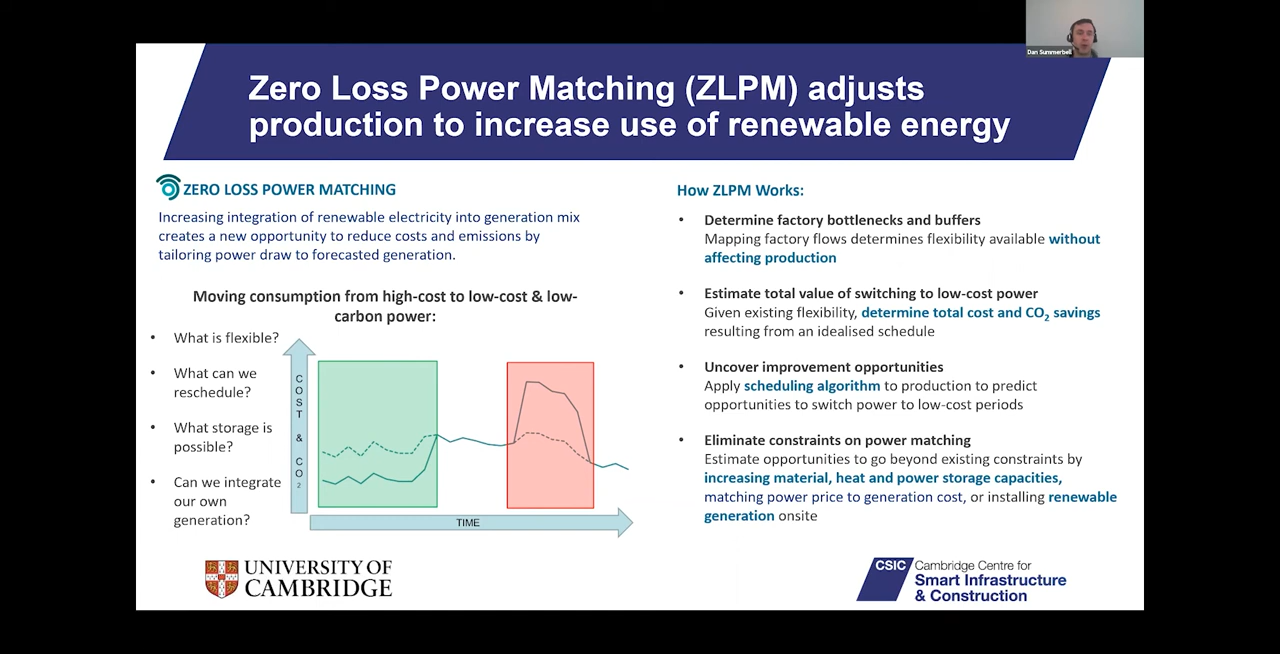 Dan Summerbell
Zero Loss Power Matching (ZLPM) adjusts
production to increase use of renewable energy
ZERO LOSS POWER MATCHING
Increasing integration of renewable electricity into generation mix
creates a new opportunity to reduce costs and emissions by
tailoring power draw to forecasted generation.
Moving consumption from high-cost to low-cost & low-
carbon power:
• What is flexible?
• What can we
reschedule?
• What storage is
possible?
• Can we integrate
our own
generation?
COST & CO2
TIME
How ZLPM Works:
• Determine factory bottlenecks and buffers
Mapping factory flows determines flexibility available without
affecting production
• Estimate total value of switching to low-cost power
Given existing flexibility, determine total cost and CO2 savings
resulting from an idealised schedule
• Uncover improvement opportunities
Apply scheduling algorithm to production to predict
opportunities to switch power to low-cost periods
• Eliminate constraints on power matching
Estimate opportunities to go beyond existing constraints by
increasing material, heat and power storage capacities,
matching power price to generation cost, or installing renewable
generation onsite
UNIVERSITY OF
CAMBRIDGE
CSIC
Cambridge Centre for
Smart Infrastructure
& Construction